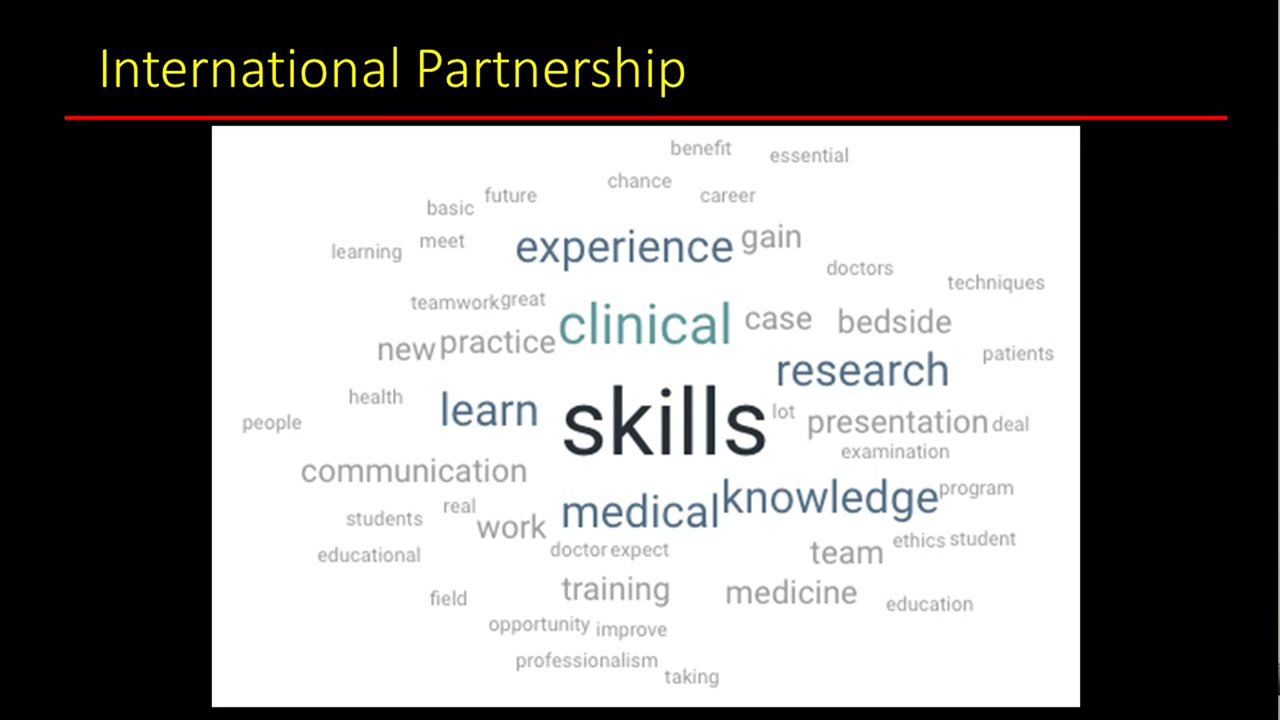 International Partnership
benefit essential
chance
future career
basic
experience gain
learning meet
doctors
techniques
teamwork great
clinical case bedside
new practice
research patients
health
learn skills lot presentation deal
people
examination
communication
medical knowledge program
real
students work
ethics student
educational doctor expect team
training medicine
field education
opportunity improve
professionalism
taking